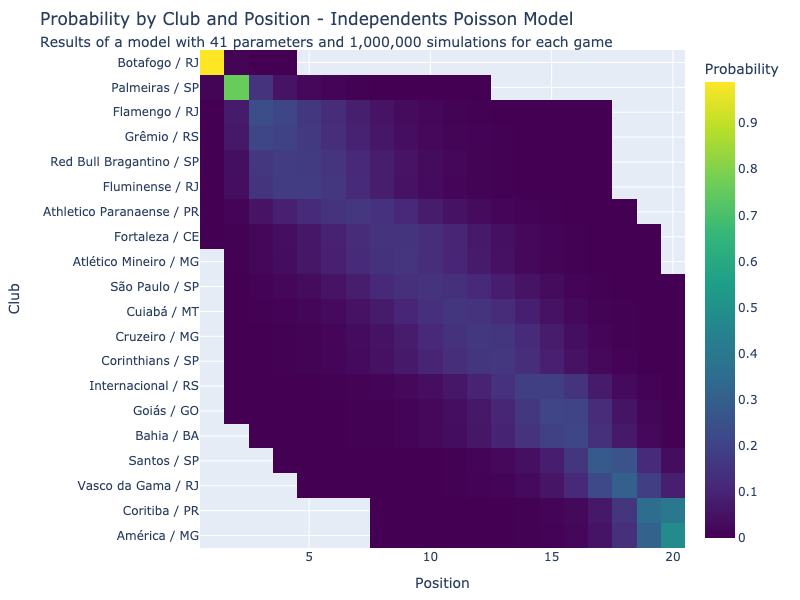 Probability by Club and Position - Independents Poisson Model
Results of a model with 41 parameters and 1,000,000 simulations for each game
Probability
Botafogo / RJ
Palmeiras / SP
Flamengo / RJ
Grêmio / RS
Red Bull Bragantino / SP
Fluminense / RJ
Athletico Paranaense / PR
Fortaleza / CE
Atlético Mineiro / MG
São Paulo / SP
Cuiabá / MT
Cruzeiro / MG
Corinthians / SP
Internacional / RS
Goiás / GO
Bahia / BA
Santos / SP
Vasco da Gama / RJ
Coritiba / PR
América / MG
Club
5 10 15 20
Position
0.9
0.8
0.7
0.6
0.5
0.4
0.3
0.2
0.1
0